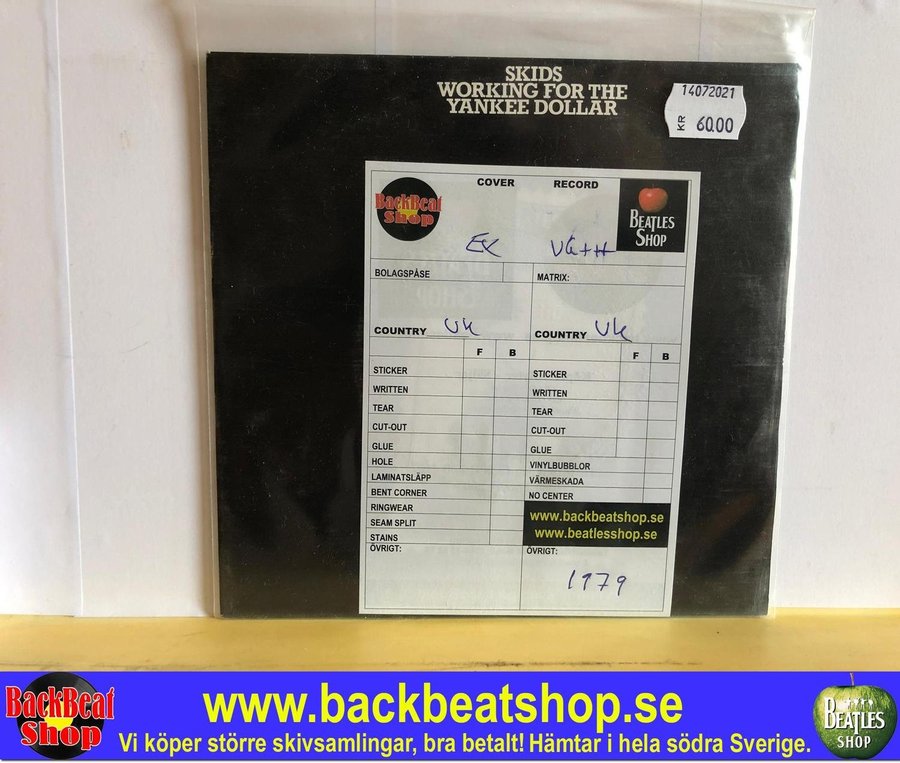 SKIDS
WORKING FOR THE
YANKEE DOLLAR
14072021
KR 60.00
COVER RECORD
BackBeat
Shop
BEATLES
SHOP
EX VG++
BOLAGSPÅSE MATRIX:
COUNTRY UK COUNTRY UK
F B F B
STICKER STICKER
WRITTEN WRITTEN
TEAR TEAR
CUT-OUT CUT-OUT
GLUE GLUE
HOLE VINYLBUBBLOR
LAMINATSLÄPP VÄRMESKADA
BENT CORNER NO CENTER
RINGWEAR
SEAM SPLIT
STAINS
www.backbeatshop.se
www.beatlesshop.se
ÖVRIGT: ÖVRIGT:
1979
BackBeat
Shop
www.backbeatshop.se
Vi köper större skivsamlingar, bra betalt! Hämtar i hela södra Sverige.
BEATLES
SHOP